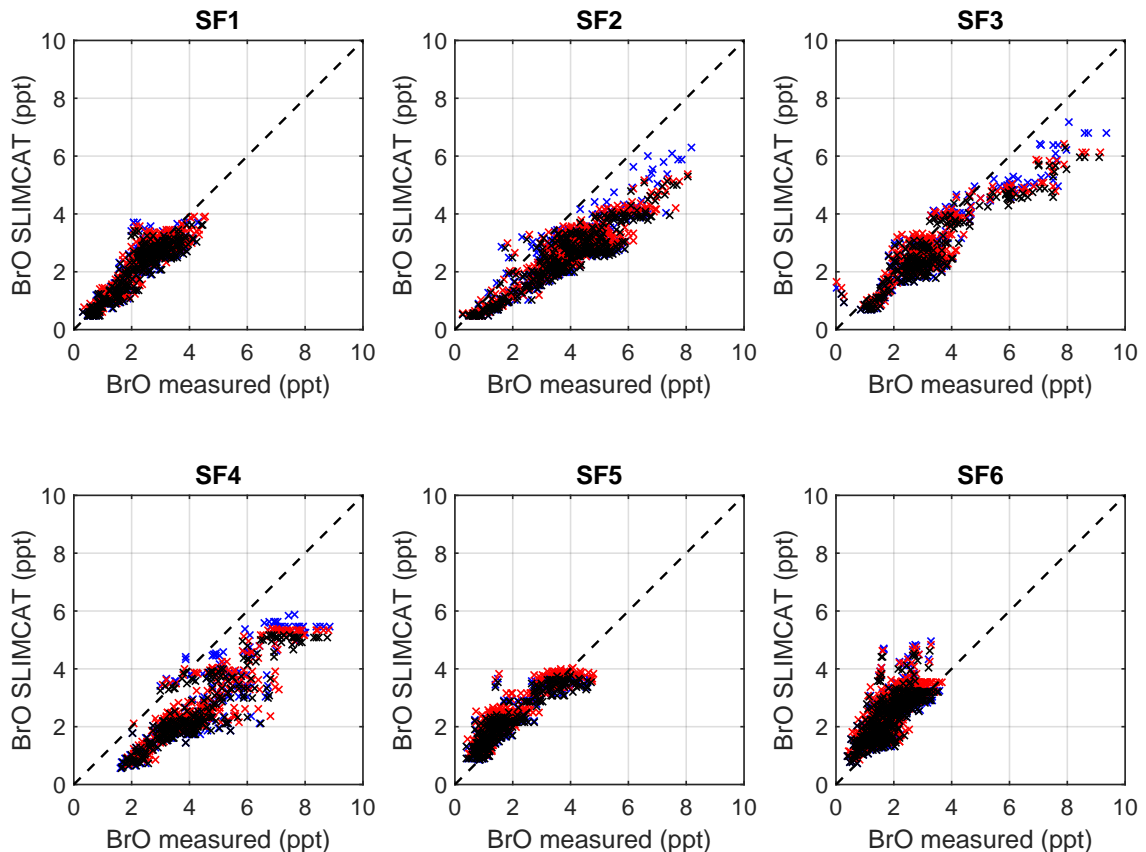 SF1 SF2 SF3
10 10 10
8 8 8
6 6 6
4 4 4
2 2 2
0 0 0
BrO SLIMCAT (ppt) BrO SLIMCAT (ppt) BrO SLIMCAT (ppt)
0 2 4 6 8 10 0 2 4 6 8 10 0 2 4 6 8 10
BrO measured (ppt) BrO measured (ppt) BrO measured (ppt)
SF4 SF5 SF6
10 10 10
8 8 8
6 6 6
4 4 4
2 2 2
0 0 0
BrO SLIMCAT (ppt) BrO SLIMCAT (ppt) BrO SLIMCAT (ppt)
0 2 4 6 8 10 0 2 4 6 8 10 0 2 4 6 8 10
BrO measured (ppt) BrO measured (ppt) BrO measured (ppt)